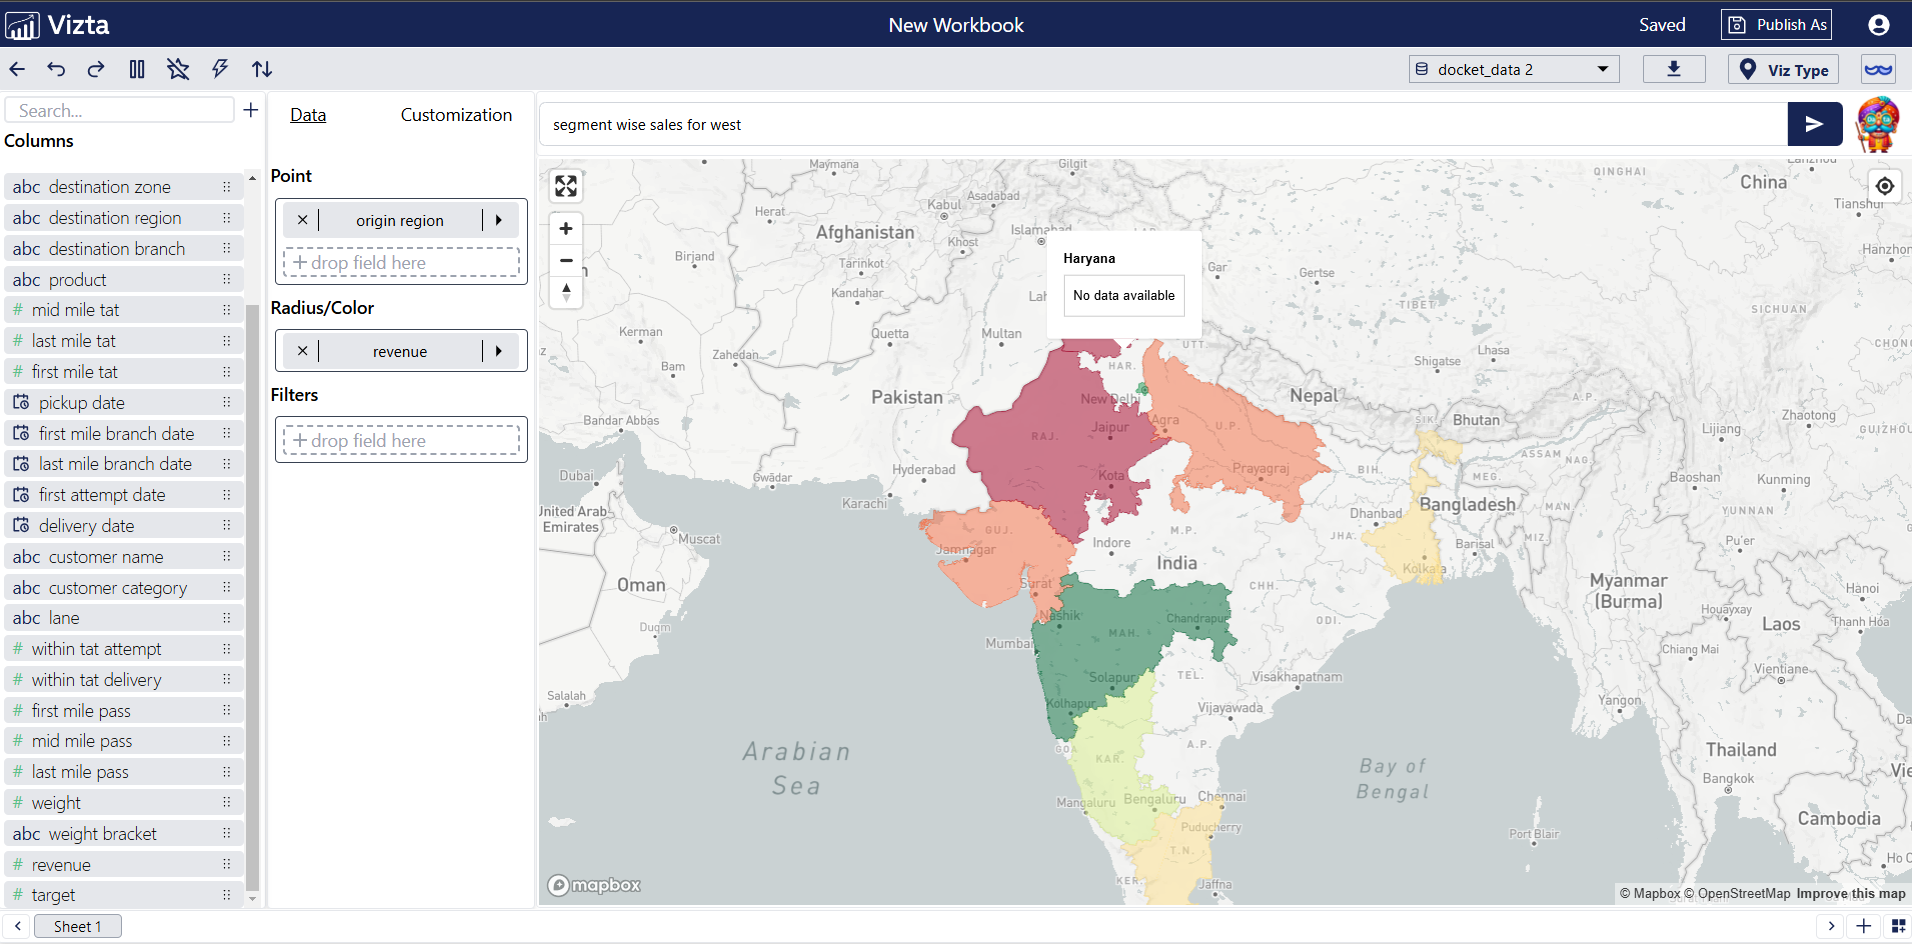 Vizta
New Workbook
Saved
Publish As
docket_data 2
Viz Type
Search...
Columns
abc destination zone
abc destination region
abc destination branch
abc product
# mid mile tat
# last mile tat
# first mile tat
pickup date
first mile branch date
last mile branch date
first attempt date
delivery date
abc customer name
abc customer category
abc lane
# within tat attempt
# within tat delivery
# first mile pass
# mid mile pass
# last mile pass
# weight
abc weight bracket
# revenue
# target
Data
Customization
Point
origin region
drop field here
Radius/Color
revenue
Filters
drop field here
segment wise sales for west
Maymana
Gilgit
QINGHAI
China
Tianshui
Herat
Kabul
Asadabad
Afghanistan
Khost
Islamabad
Hanzhon
Birjand
Tarinkot
Gar
Gertse
Kandahar
Lah
TIBET
SICHUAN
Haryana
No data available
Kerman
Quetta
Multan
UTT.
Zahedan
Bam
HAR.
Shigatse
Lhasa
CHONG
Pakistan
New Delhi
Nepal
A.P.
Bandar Abbas
Jaipur
Agra
SIK.
Bhutan
Zhaotong
RAJ.
U.P.
Lijiang
GUIZHOU
ASSAM
NAG.
Dubai
Gwādar
Hyderabad
Kota
Prayagraj
BIH.
MEG.
Baoshan
Kunming
Karachi
Bangladesh
MAN.
YUNNAN
United Arab
Emirates
Muscat
GUJ.
M.P.
Dhanbad
JHA.
Barisal
MIZ.
Pu'er
Jamnagar
Indore
India
Kolkata
Oman
Surat
CHH.
Myanmar
(Burma)
Hanoi
Nashik
Chandrapur
ODI.
Houayxay
Laos
Thanh Hóa
Duqm
Mumbai
MAH.
Chiang Mai
Salalah
Solapur
TEL.
Visakhapatnam
Vientiane
Kolhapur
Vijayawada
Yangon
Arabian
Sea
GOA
A.P.
Bay of
Bengal
Thailand
KAR.
Bangkok
Mangaluru
Bengaluru
Chennai
Puducherry
Port Blair
Cambodia
T.N.
KER.
Jaffna
mapbox
© Mapbox © OpenStreetMap Improve this map
Sheet 1